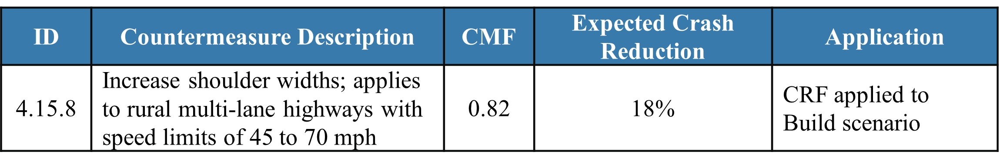 ID
Countermeasure Description
CMF
Expected Crash
Reduction
Application
4.15.8
Increase shoulder widths; applies
to rural multi-lane highways with
speed limits of 45 to 70 mph
0.82
18%
CRF applied to
Build scenario